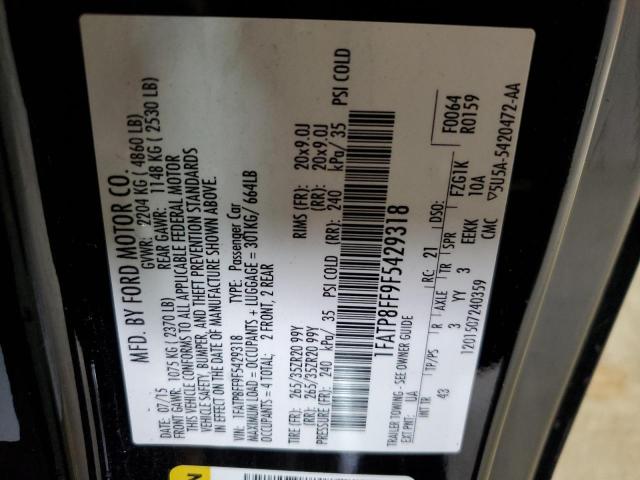 MFD. BY FORD MOTOR CO.
07/15 GVWR: 2204 KG ( 4860 LB)
FRONT GAWR: 1075 KG ( 2370 LB) REAR GAWR: 1148 KG ( 2530 LB)
THIS VEHICLE CONFORMS TO ALL APPLICABLE FEDERAL MOTOR
VEHICLE SAFETY, BUMPER, AND THEFT PREVENTION STANDARDS
IN EFFECT ON THE DATE OF MANUFACTURE SHOWN ABOVE.
VIN: 1FATP8FF9F5429318 TYPE: Passenger Car
MAXIMUM LOAD = OCCUPANTS + LUGGAGE = 301KG/ 664LB
OCCUPANTS = 4 TOTAL: 2 FRONT, 2 REAR
TIRE (FR): 265/35ZR20 99Y RIMS (FR): 20x9.0J
(RR): 265/35ZR20 99Y (RR): 20x9.0J
PRESSURE (FR): 240 kPa/ 35 PSI COLD (RR): 240 kPa/ 35 PSI COLD
1FATP8FF9F5429318
TRAILER TOWING - SEE OWNER GUIDE F0064
R0159
EXT PNT: UA RC: 21 DSO:
INT TR TP/PS R AXLE TR SPR FZG1K
43 3 YY 3 EEKK 10A
1201507240359 CMC ▽5U5A-5420472-AA
N